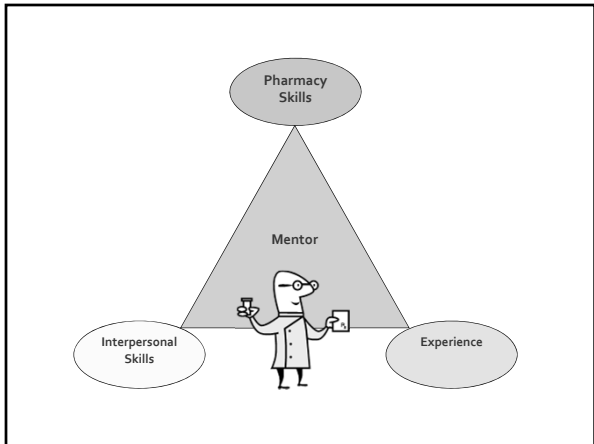 Pharmacy
Skills
Mentor
Interpersonal
Skills
Experience